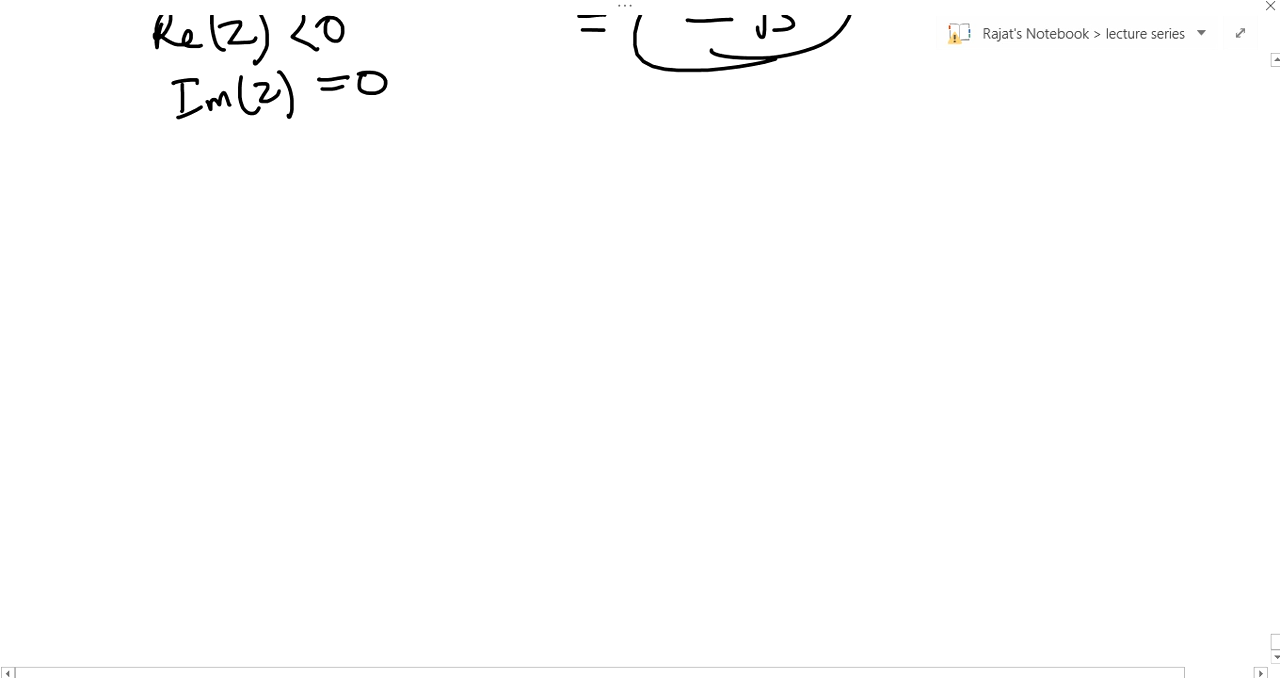 Re(z) <0
Im(z) =0
=
Rajat's Notebook > lecture series